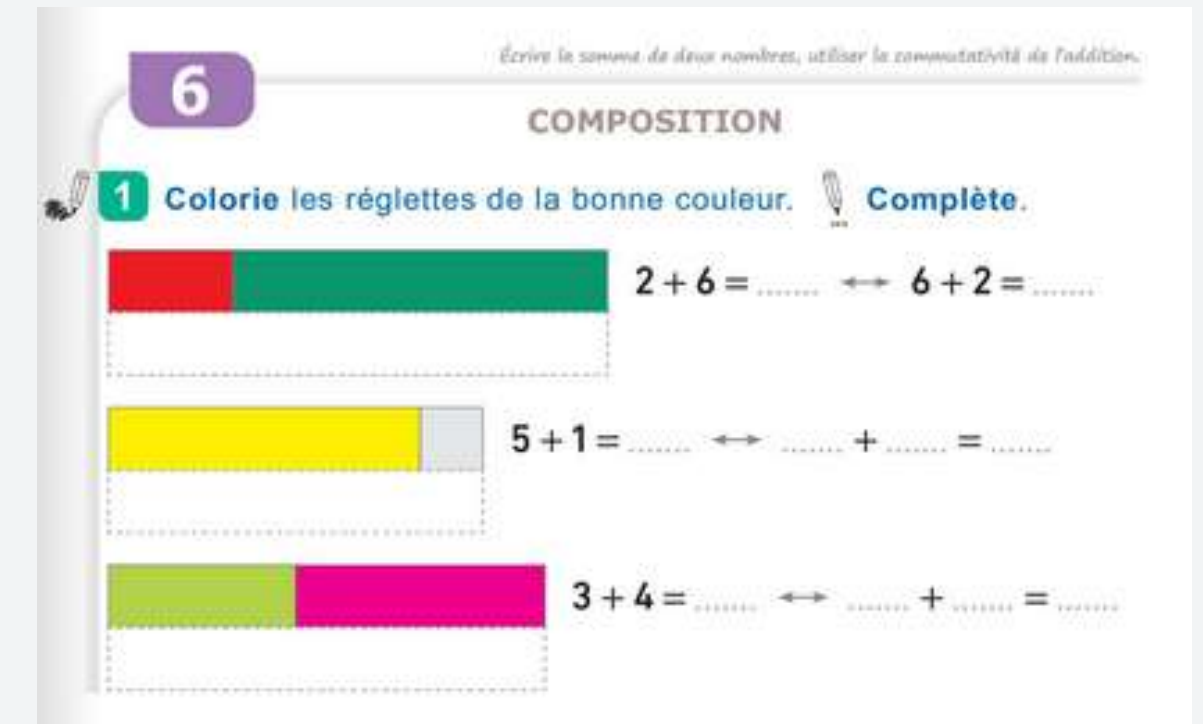 6
Écrire la somme de deux nombres, utiliser la commutativité de l'addition.
COMPOSITION
1 Colorie les réglettes de la bonne couleur. Complète.
2 + 6 = ....... ↔ 6 + 2 = .......
5 + 1 = ....... ↔ ....... + ....... = .......
3 + 4 = ....... ↔ ....... + ....... = .......